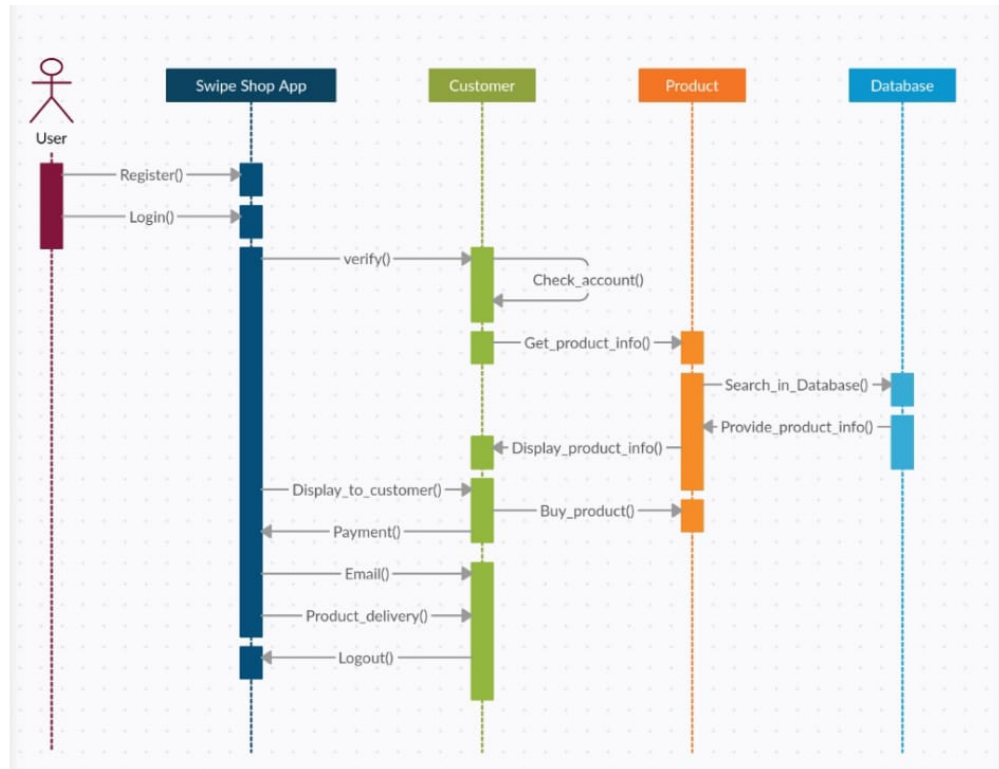 Swipe Shop App
Customer
Product
Database
User
Register()
Login()
verify()
Check_account()
Get_product_info()
Search_in_Database()
Provide_product_info()
Display_product_info()
Display_to_customer()
Buy_product()
Payment()
Email()
Product_delivery()
Logout()